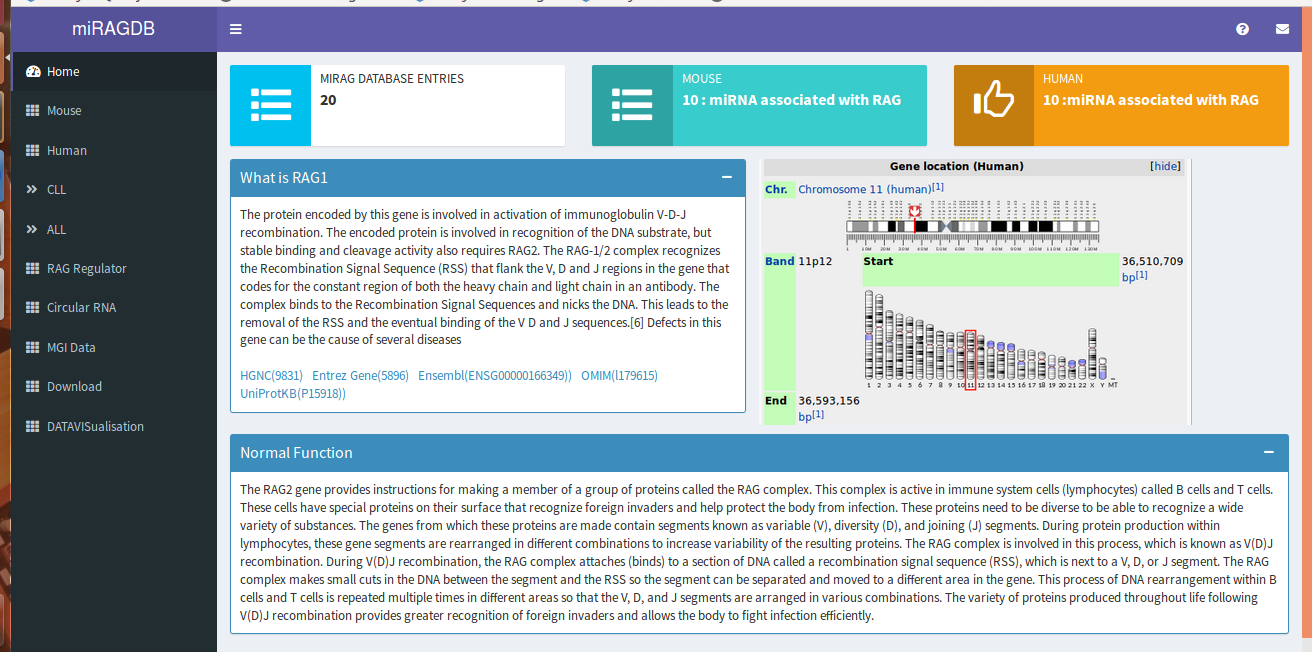 miRAGDB
Home
Mouse
Human
CLL
ALL
RAG Regulator
Circular RNA
MGI Data
Download
DATAVISualisation
MIRAG DATABASE ENTRIES
20
MOUSE
10 : miRNA associated with RAG
HUMAN
10 :miRNA associated with RAG
What is RAG1
The protein encoded by this gene is involved in activation of immunoglobulin V-D-J
recombination. The encoded protein is involved in recognition of the DNA substrate, but
stable binding and cleavage activity also requires RAG2. The RAG-1/2 complex recognizes
the Recombination Signal Sequence (RSS) that flank the V, D and J regions in the gene that
codes for the constant region of both the heavy chain and light chain in an antibody. The
complex binds to the Recombination Signal Sequences and nicks the DNA. This leads to the
removal of the RSS and the eventual binding of the V D and J sequences.[6] Defects in this
gene can be the cause of several diseases
HGNC(9831) Entrez Gene(5896) Ensembl(ENSG00000166349)) OMIM(l179615)
UniProtKB(P15918))
Gene location (Human) [hide]
Chr. Chromosome 11 (human)[1]
Band 11p12 Start 36,510,709
bp[1]
1 2 3 4 5 6 7 8 9 10 11 12 13 14 15 16 17 18 19 20 21 22 X Y MT
End 36,593,156
bp[1]
Normal Function
The RAG2 gene provides instructions for making a member of a group of proteins called the RAG complex. This complex is active in immune system cells (lymphocytes) called B cells and T cells.
These cells have special proteins on their surface that recognize foreign invaders and help protect the body from infection. These proteins need to be diverse to be able to recognize a wide
variety of substances. The genes from which these proteins are made contain segments known as variable (V), diversity (D), and joining (J) segments. During protein production within
lymphocytes, these gene segments are rearranged in different combinations to increase variability of the resulting proteins. The RAG complex is involved in this process, which is known as V(D)J
recombination. During V(D)J recombination, the RAG complex attaches (binds) to a section of DNA called a recombination signal sequence (RSS), which is next to a V, D, or J segment. The RAG
complex makes small cuts in the DNA between the segment and the RSS so the segment can be separated and moved to a different area in the gene. This process of DNA rearrangement within B
cells and T cells is repeated multiple times in different areas so that the V, D, and J segments are arranged in various combinations. The variety of proteins produced throughout life following
V(D)J recombination provides greater recognition of foreign invaders and allows the body to fight infection efficiently.